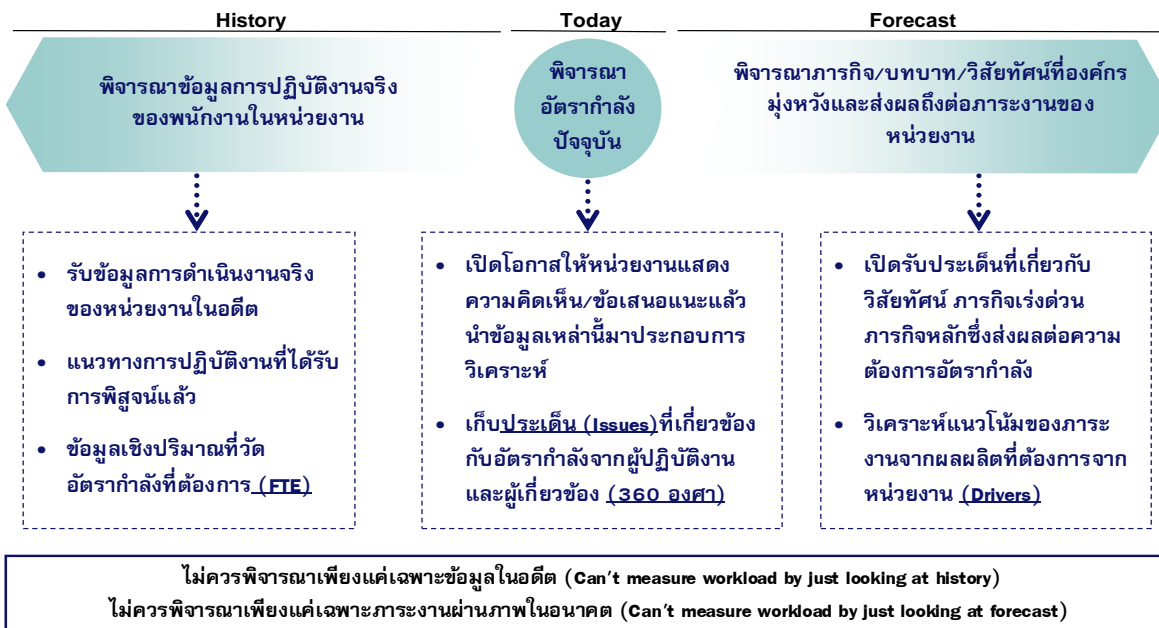 History
Today
Forecast
พิจารณาข้อมูลการปฏิบัติงานจริง
ของพนักงานในหน่วยงาน
พิจารณา
อัตรากำลัง
ปัจจุบัน
พิจารณาภารกิจ/บทบาท/วิสัยทัศน์ที่องค์กร
มุ่งหวังและส่งผลถึงต่อภาระงานของ
หน่วยงาน
• รับข้อมูลการดำเนินงานจริง
ของหน่วยงานในอดีต
• แนวทางการปฏิบัติงานที่ได้รับ
การพิสูจน์แล้ว
• ข้อมูลเชิงปริมาณที่วัด
อัตรากำลังที่ต้องการ (FTE)
• เปิดโอกาสให้หน่วยงานแสดง
ความคิดเห็น/ข้อเสนอแนะแล้ว
นำข้อมูลเหล่านี้มาประกอบการ
วิเคราะห์
• เก็บประเด็น (Issues)ที่เกี่ยวข้อง
กับอัตรากำลังจากผู้ปฏิบัติงาน
และผู้เกี่ยวข้อง (360 องศา)
• เปิดรับประเด็นที่เกี่ยวกับ
วิสัยทัศน์ ภารกิจเร่งด่วน
ภารกิจหลักซึ่งส่งผลต่อความ
ต้องการอัตรากำลัง
• วิเคราะห์แนวโน้มของภาระ
งานจากผลผลิตที่ต้องการจาก
หน่วยงาน (Drivers)
ไม่ควรพิจารณาเพียงแค่เฉพาะข้อมูลในอดีต (Can't measure workload by just looking at history)
ไม่ควรพิจารณาเพียงแค่เฉพาะภาระงานผ่านภาพในอนาคต (Can't measure workload by just looking at forecast)